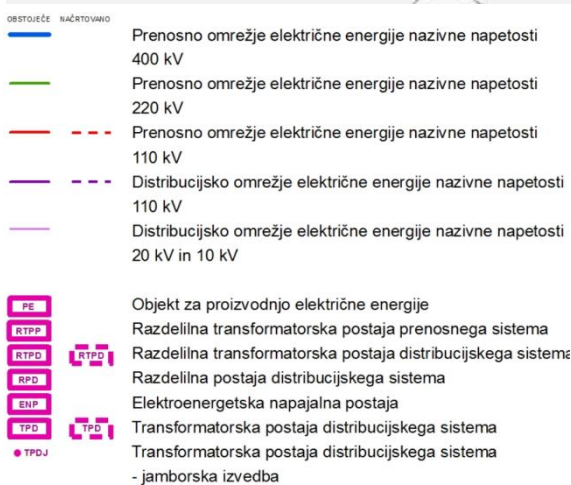 OBSTOJEČE NAČRTOVANO
Prenosno omrežje električne energije nazivne napetosti
400 kV
Prenosno omrežje električne energije nazivne napetosti
220 kV
Prenosno omrežje električne energije nazivne napetosti
110 kV
Distribucijsko omrežje električne energije nazivne napetosti
110 kV
Distribucijsko omrežje električne energije nazivne napetosti
20 kV in 10 kV
PE Objekt za proizvodnjo električne energije
RTPP Razdelilna transformatorska postaja prenosnega sistema
RTPD RTPD Razdelilna transformatorska postaja distribucijskega sistema
RPD Razdelilna postaja distribucijskega sistema
ENP Elektroenergetska napajalna postaja
TPD TPD Transformatorska postaja distribucijskega sistema
TPDJ Transformatorska postaja distribucijskega sistema
- jamborska izvedba